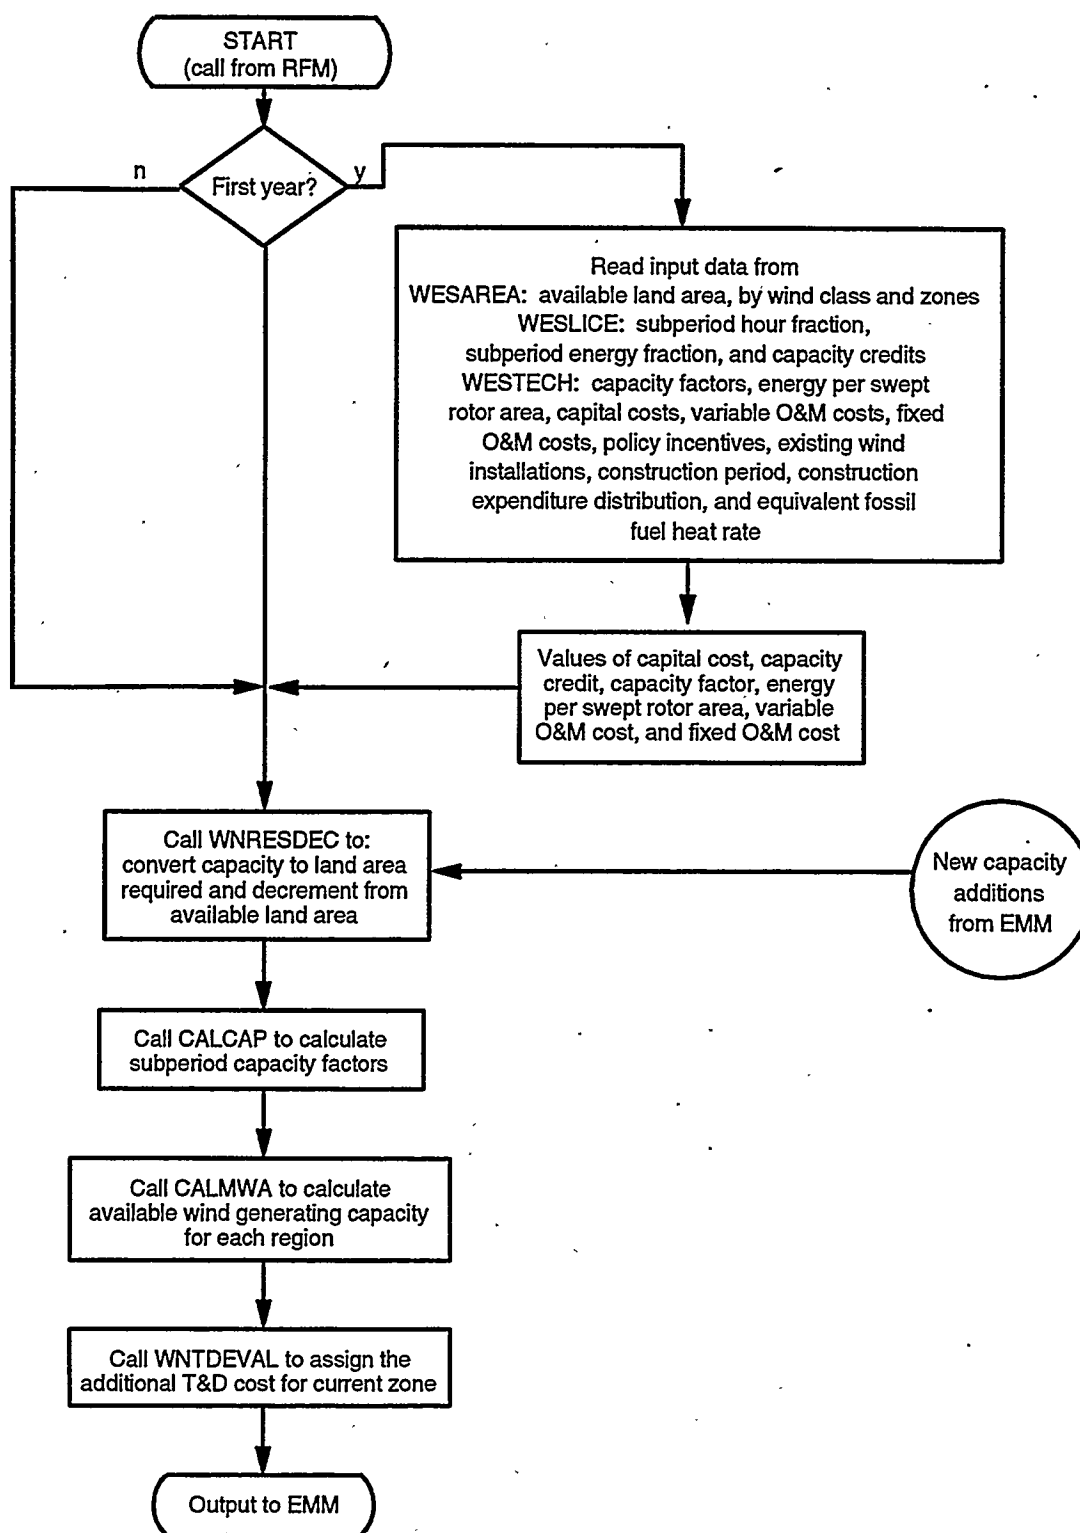 START
(call from RFM)
n
y
First year?
Read input data from
WESAREA: available land area, by wind class and zones
WESLICE: subperiod hour fraction,
subperiod energy fraction, and capacity credits
WESTECH: capacity factors, energy per swept
rotor area, capital costs, variable O&M costs, fixed
O&M costs, policy incentives, existing wind
installations, construction period, construction
expenditure distribution, and equivalent fossil
fuel heat rate
Values of capital cost, capacity
credit, capacity factor, energy
per swept rotor area, variable
O&M cost, and fixed O&M cost
Call WNRESDEC to:
convert capacity to land area
required and decrement from
available land area
New capacity
additions
from EMM
Call CALCAP to calculate
subperiod capacity factors
Call CALMWA to calculate
available wind generating capacity
for each region
Call WNTDEVAL to assign the
additional T&D cost for current zone
Output to EMM